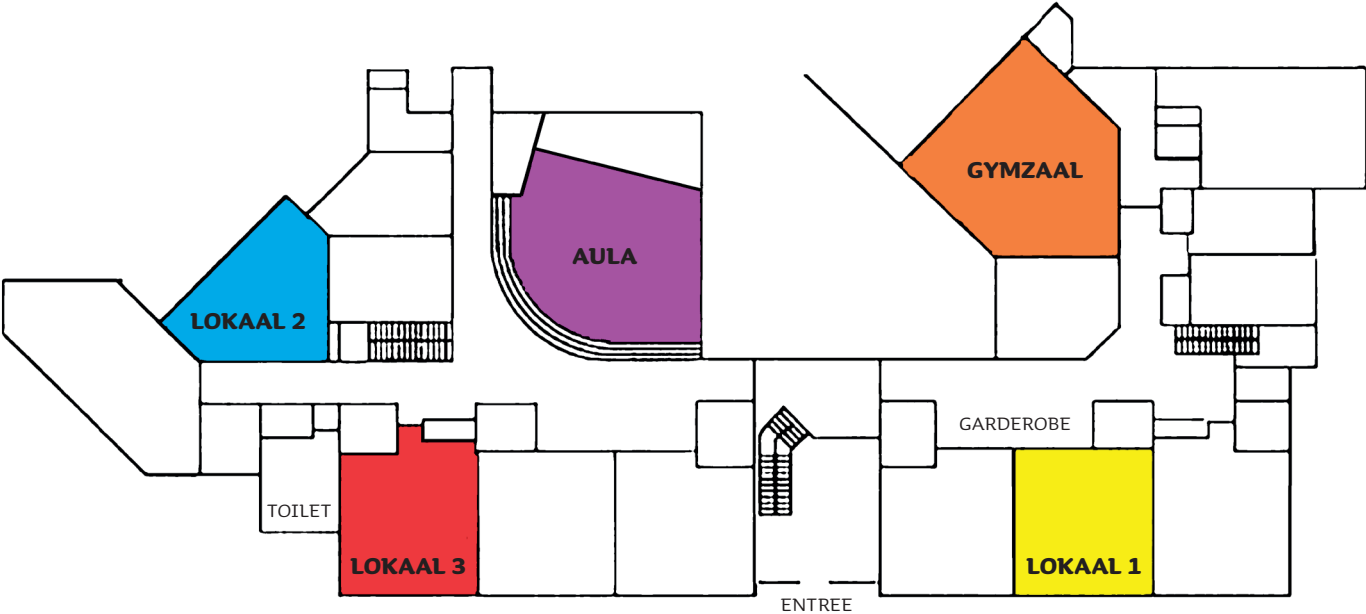 GYMZAAL
AULA
LOKAAL 2
GARDEROBE
TOILET
LOKAAL 3
LOKAAL 1
ENTREE